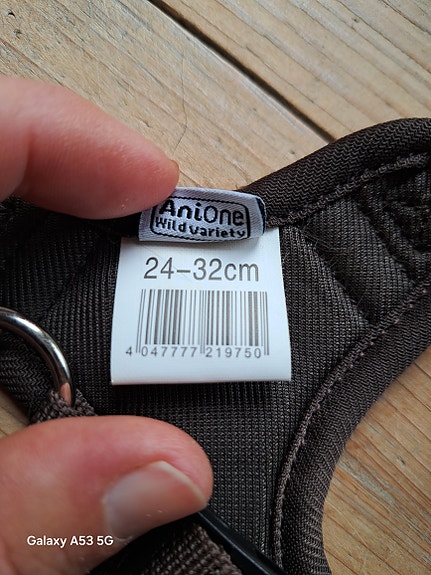 AniOne
Wild variety
24-32cm
4 047777 219750
Galaxy A53 5G